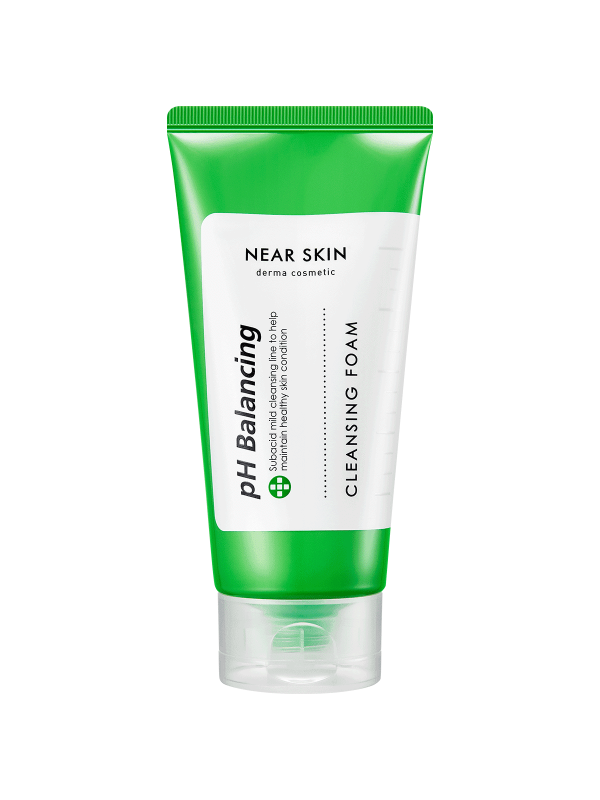 NEAR SKIN
derma cosmetic
pH Balancing
Subacid mild cleansing line to help
maintain healthy skin condition
CLEANSING FOAM